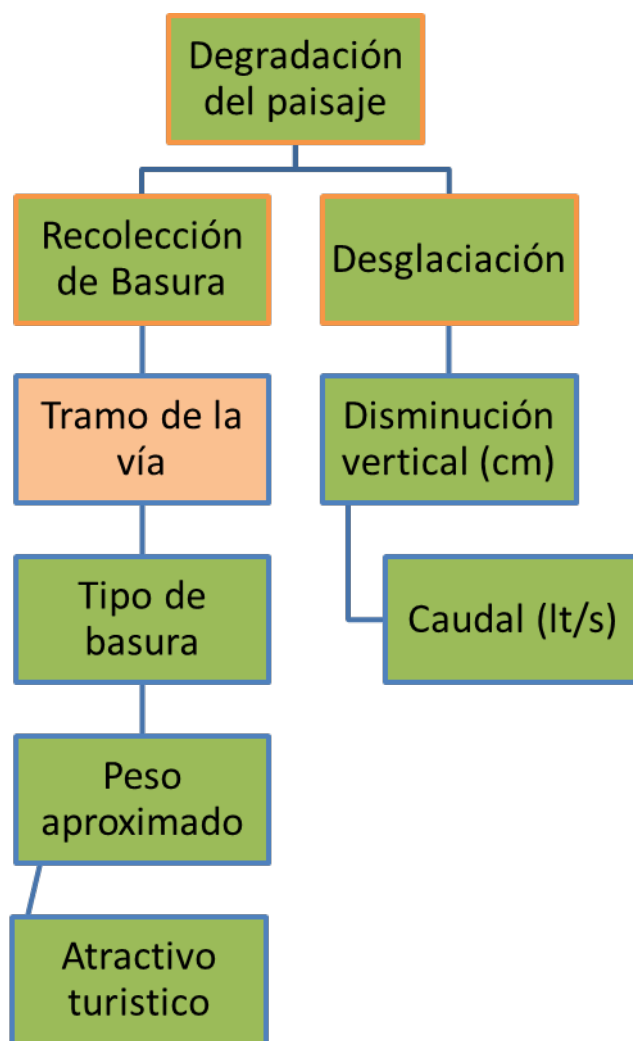 Degradación
del paisaje
Recolección
de Basura
Desglaciación
Tramo de la
vía
Disminución
vertical (cm)
Tipo de
basura
Caudal (lt/s)
Peso
aproximado
Atractivo
turistico